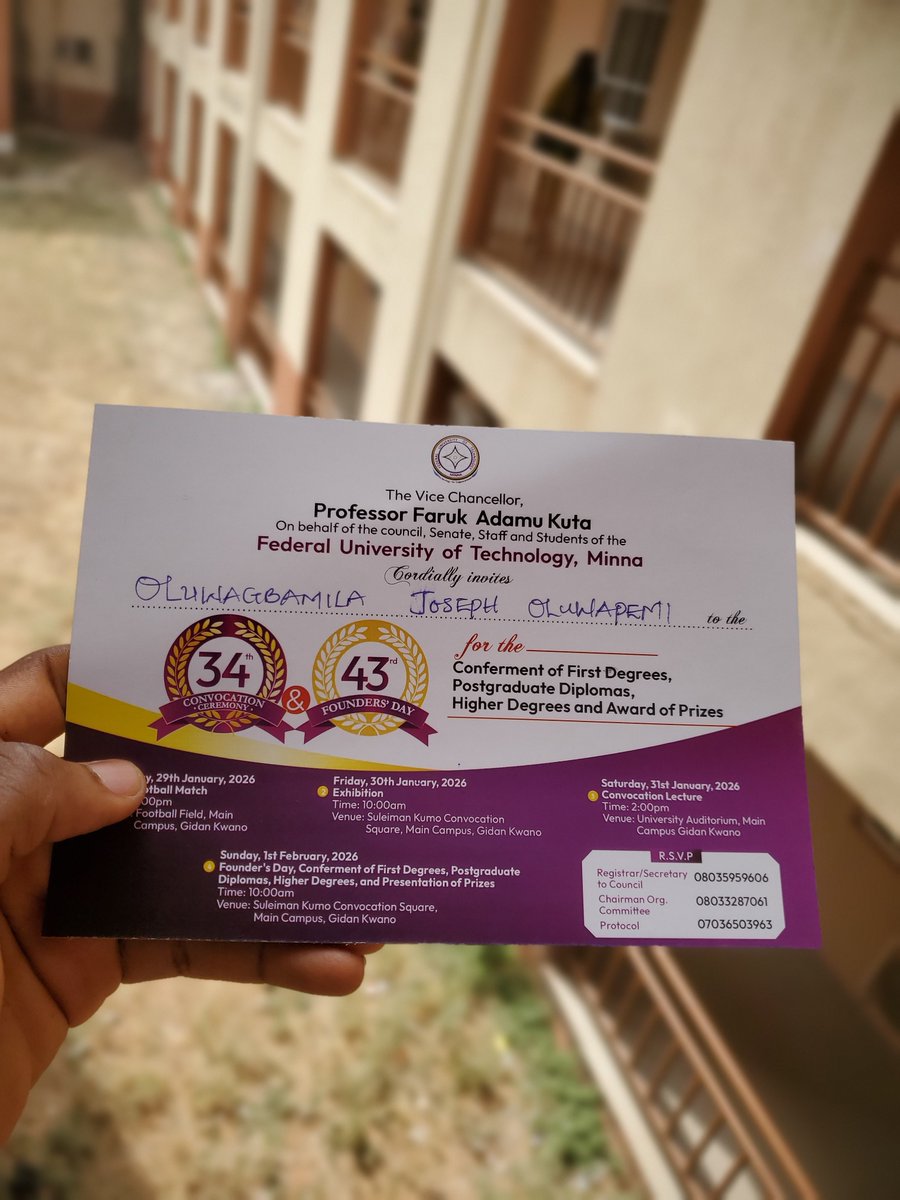 The Vice Chancellor,
Professor Faruk Adamu Kuta
On behalf of the council, Senate, Staff and Students of the
Federal University of Technology, Minna
Cordially invites
OLUWAGBAMILA JOSEPH OLUWAPEMI to the
34th
CONVOCATION
CEREMONY
&
43rd
FOUNDERS' DAY
for the
Conferment of First Degrees,
Postgraduate Diplomas,
Higher Degrees and Award of Prizes
29th January, 2026
Match
Football Field, Main
Campus, Gidan Kwano
Friday, 30th January, 2026
2 Exhibition
Time: 10:00am
Venue: Suleiman Kumo Convocation
Square, Main Campus, Gidan Kwano
Saturday, 31st January, 2026
3 Convocation Lecture
Time: 2:00pm
Venue: University Auditorium, Main
Campus Gidan Kwano
Sunday, 1st February, 2026
4 Founder's Day, Conferment of First Degrees, Postgraduate
Diplomas, Higher Degrees, and Presentation of Prizes
Time: 10:00am
Venue: Suleiman Kumo Convocation Square,
Main Campus, Gidan Kwano
R.S.V.P
Registrar/Secretary
to Council 08035959606
Chairman Org.
Committee 08033287061
Protocol 07036503963